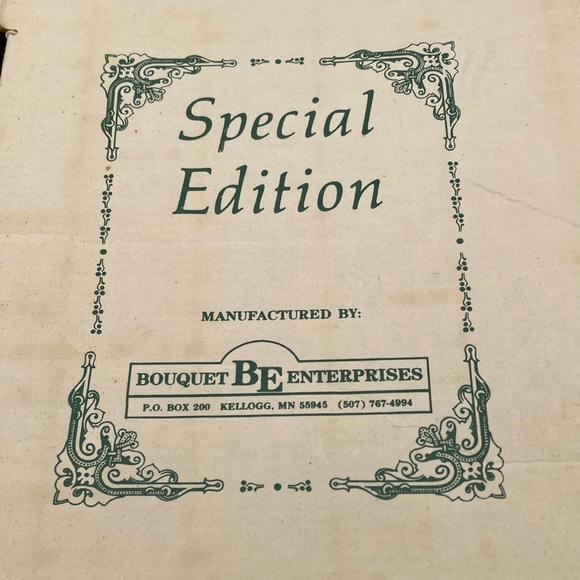 Special
Edition
MANUFACTURED BY:
BOUQUET BE ENTERPRISES
P.O. BOX 200 KELLOGG, MN 55945 (507) 767-4994